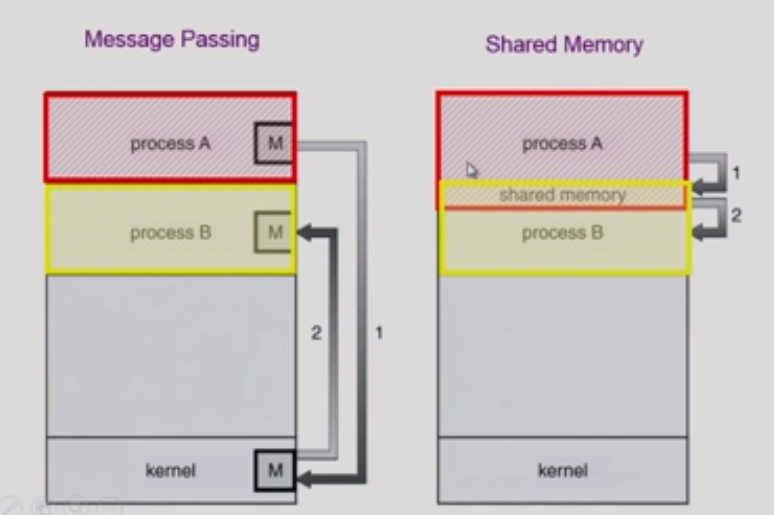 Message Passing
process A
M
process B
M
2
1
kernel
M
Shared Memory
process A
1
shared memory
2
process B
kernel